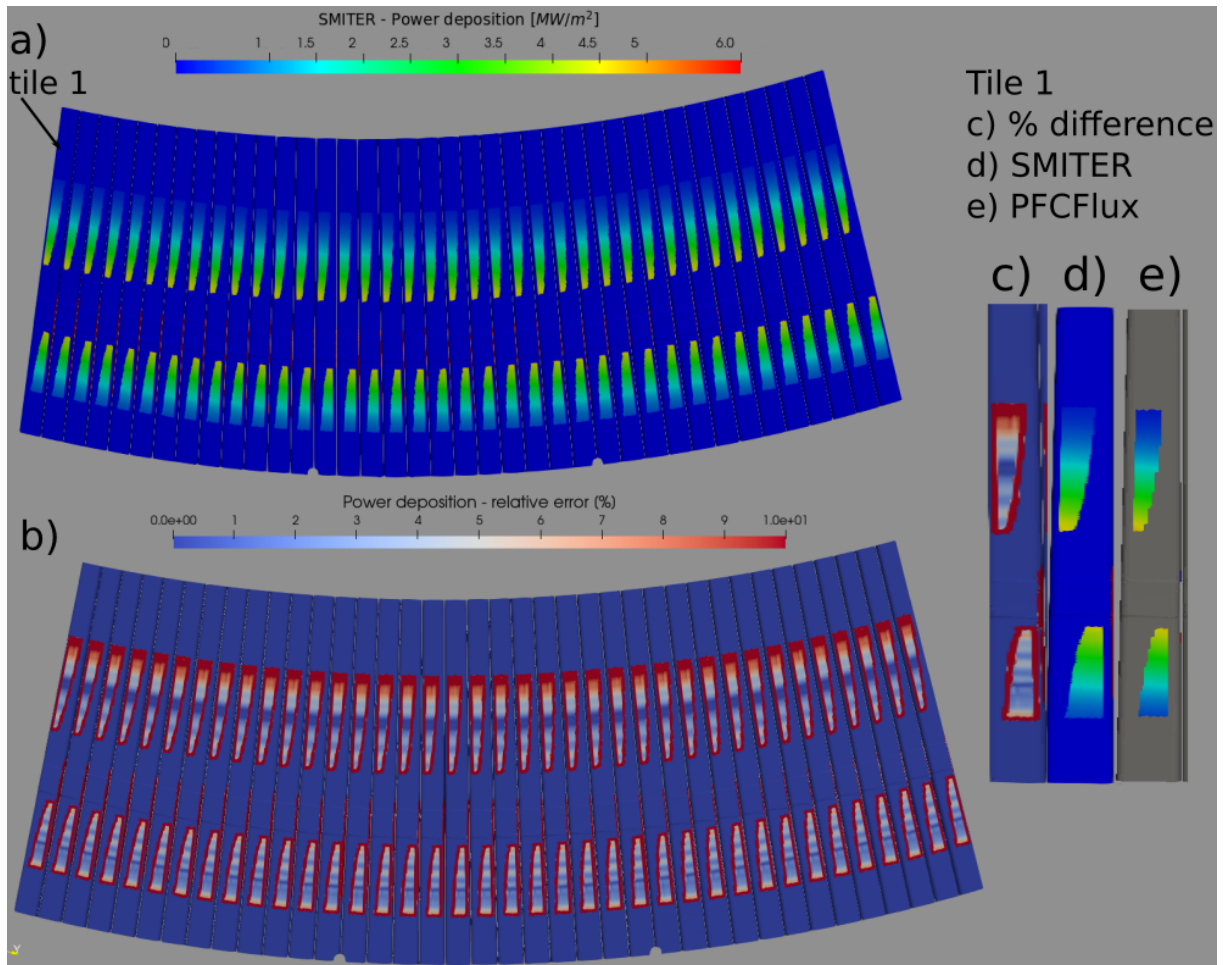 a)
tile 1
SMITER - Power deposition [MW/m²]
0 1 1.5 2 2.5 3 3.5 4 4.5 5 6.0
Tile 1
c) % difference
d) SMITER
e) PFCFlux
c) d) e)
b)
Power deposition - relative error (%)
0.0e+00 1 2 3 4 5 6 7 8 9 1.0e+01
Y